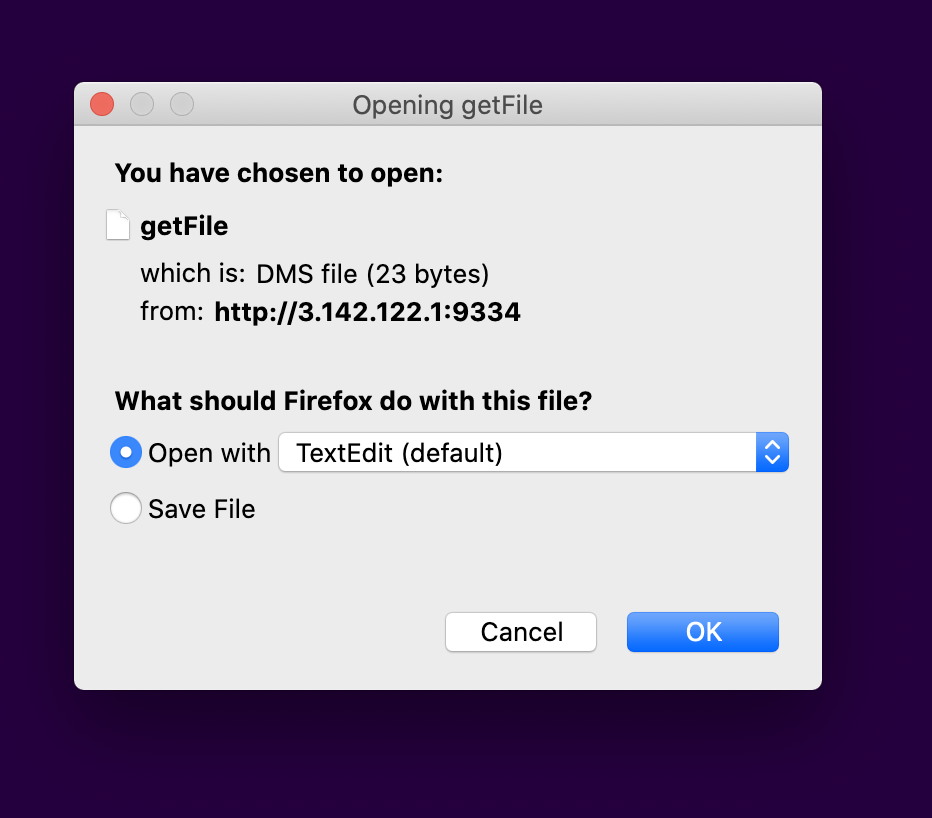 Opening getFile
You have chosen to open:
getFile
which is: DMS file (23 bytes)
from: http://3.142.122.1:9334
What should Firefox do with this file?
Open with TextEdit (default)
Save File
Cancel OK